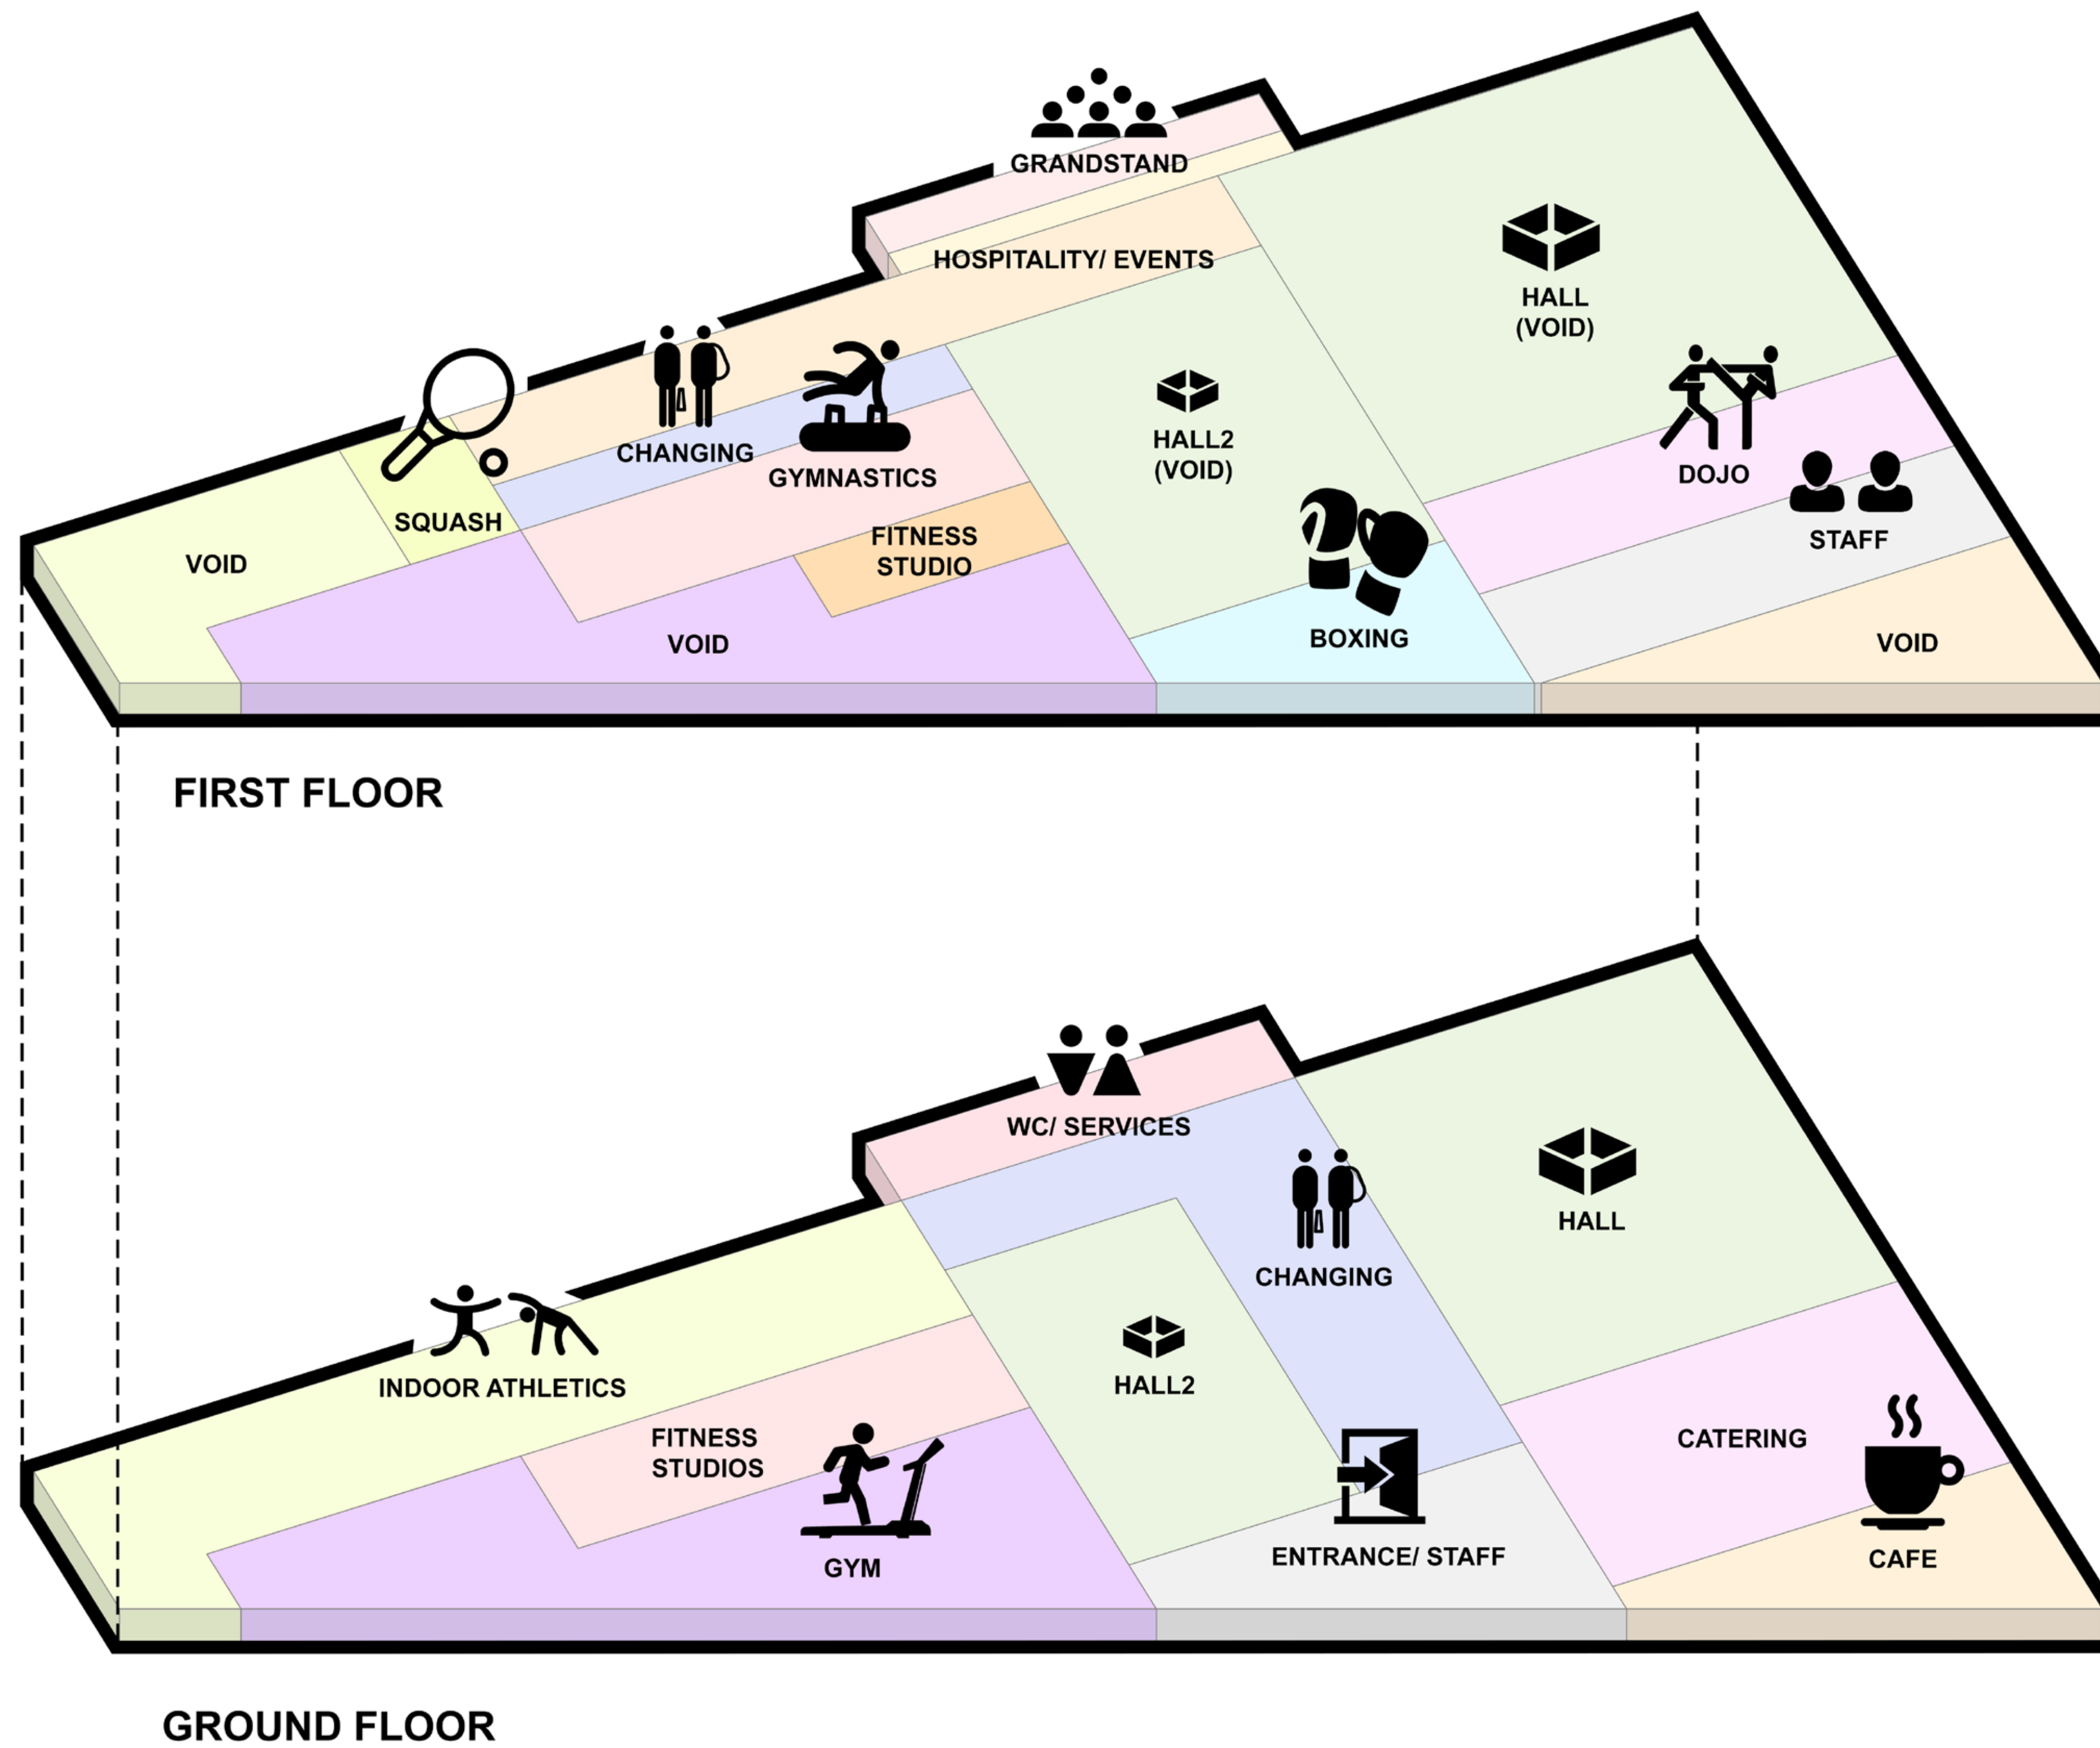 GRANDSTAND
HOSPITALITY/ EVENTS
HALL
(VOID)
CHANGING
GYMNASTICS
HALL2
(VOID)
DOJO
SQUASH
FITNESS
STUDIO
STAFF
VOID
VOID
BOXING
VOID
FIRST FLOOR
WC/ SERVICES
HALL
CHANGING
INDOOR ATHLETICS
HALL2
FITNESS
STUDIOS
CATERING
GYM
ENTRANCE/ STAFF
CAFE
GROUND FLOOR